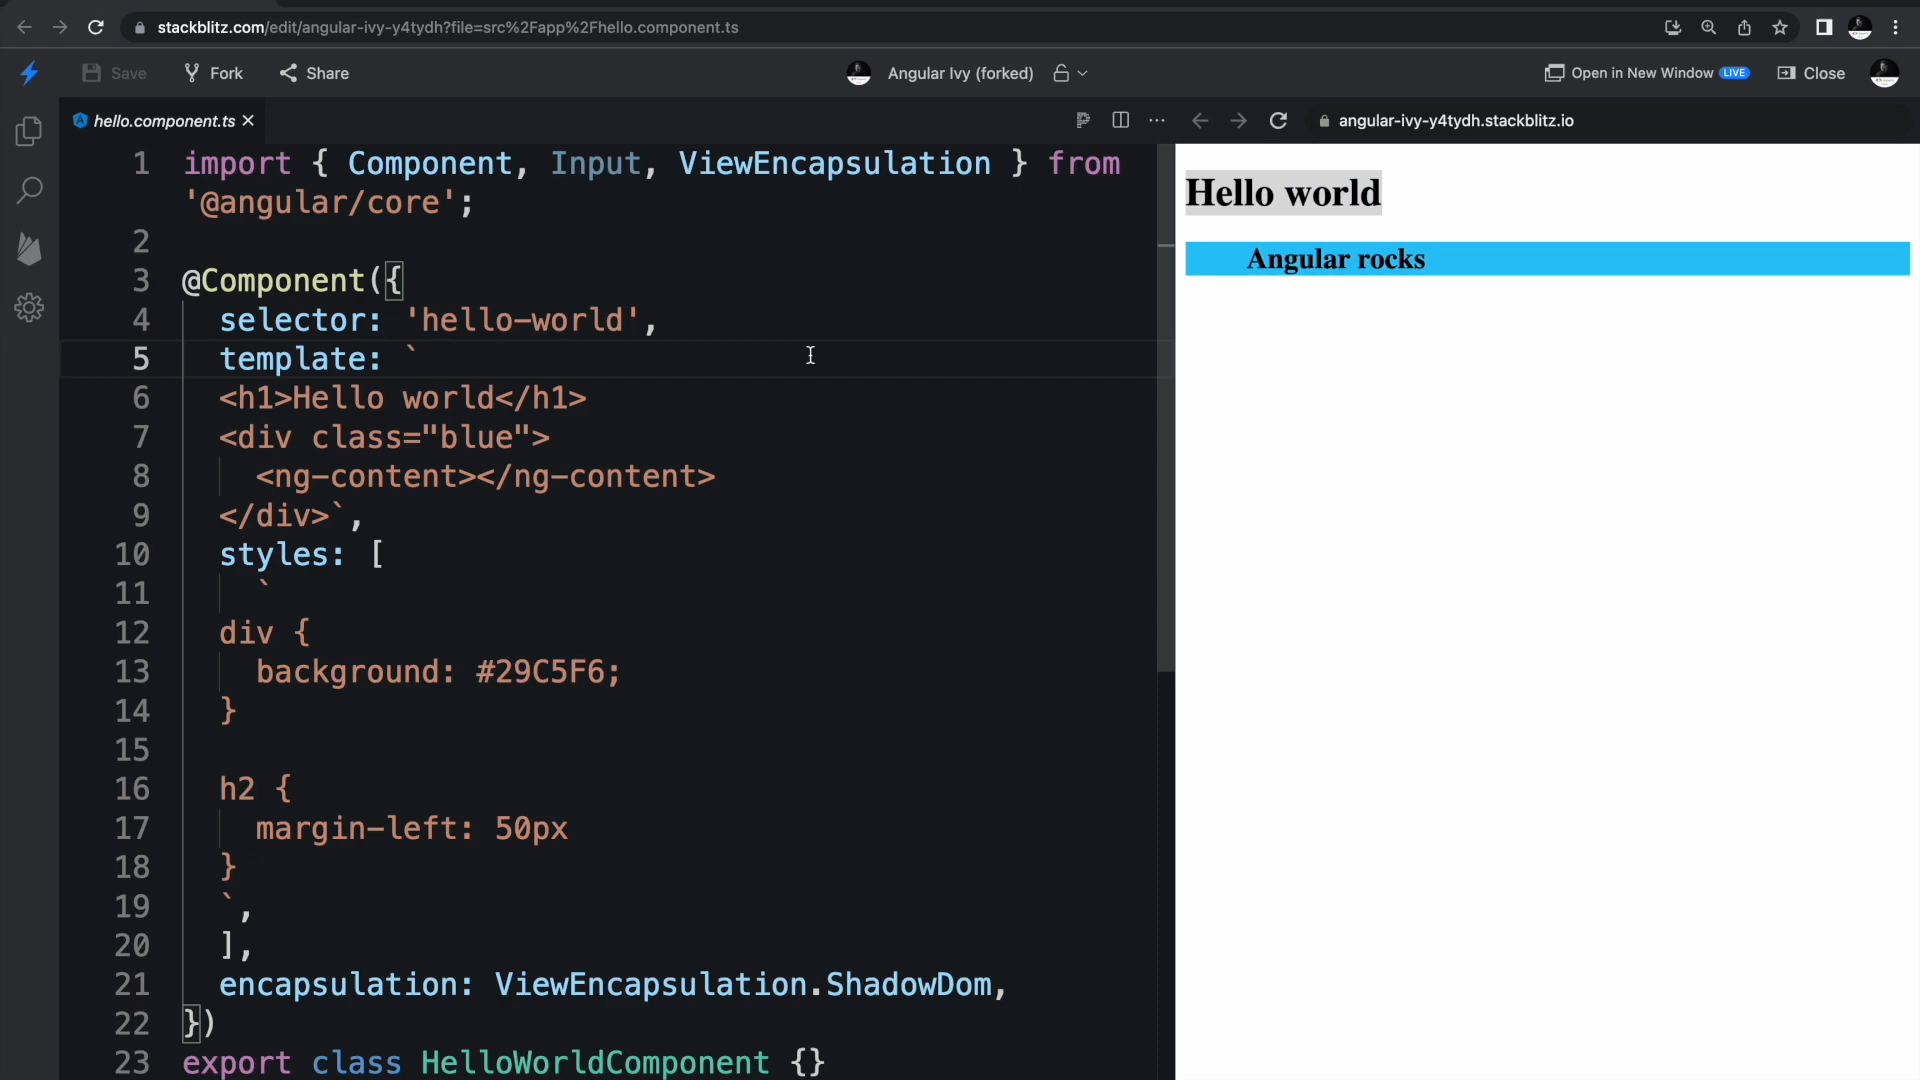 stackblitz.com/edit/angular-ivy-y4tydh?file=src%2Fapp%2Fhello.component.ts
Save
Fork
Share
Angular Ivy (forked)
Open in New Window LIVE
Close
hello.component.ts
angular-ivy-y4tydh.stackblitz.io
1 import { Component, Input, ViewEncapsulation } from
'@angular/core';
2
3 @Component({
4 selector: 'hello-world',
5 template: `
6 <h1>Hello world</h1>
7 <div class="blue">
8 <ng-content></ng-content>
9 </div>`,
10 styles: [
11 `
12 div {
13 background: #29C5F6;
14 }
15
16 h2 {
17 margin-left: 50px
18 }
19 `,
20 ],
21 encapsulation: ViewEncapsulation.ShadowDom,
22 })
23 export class HelloWorldComponent {}
Hello world
Angular rocks